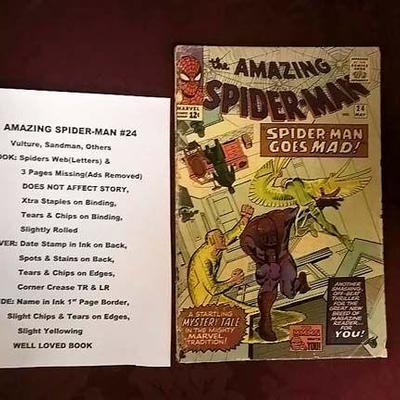 AMAZING SPIDER-MAN #24
Vulture, Sandman, Others
OOK: Spiders Web(Letters) &
3 Pages Missing(Ads Removed)
DOES NOT AFFECT STORY,
Xtra Staples on Binding,
Tears & Chips on Binding,
Slightly Rolled
VER: Date Stamp in Ink on Back,
Spots & Stains on Back,
Tears & Chips on Edges,
Corner Crease TR & LR
DE: Name in Ink 1st Page Border,
Slight Chips & Tears on Edges,
Slight Yellowing
WELL LOVED BOOK
the AMAZING
SPIDER-MAN
MARVEL
12¢
24
MAY
SPIDER-MAN
GOES MAD!
A STARTLING
MYSTERY TALE
IN THE MIGHTY
MARVEL
TRADITION!
ANOTHER
SMASHING,
OFF-BEAT
THRILLER
FOR THE
GREAT NEW
BREED OF
MAGAZINE
READER...
FOR
YOU!